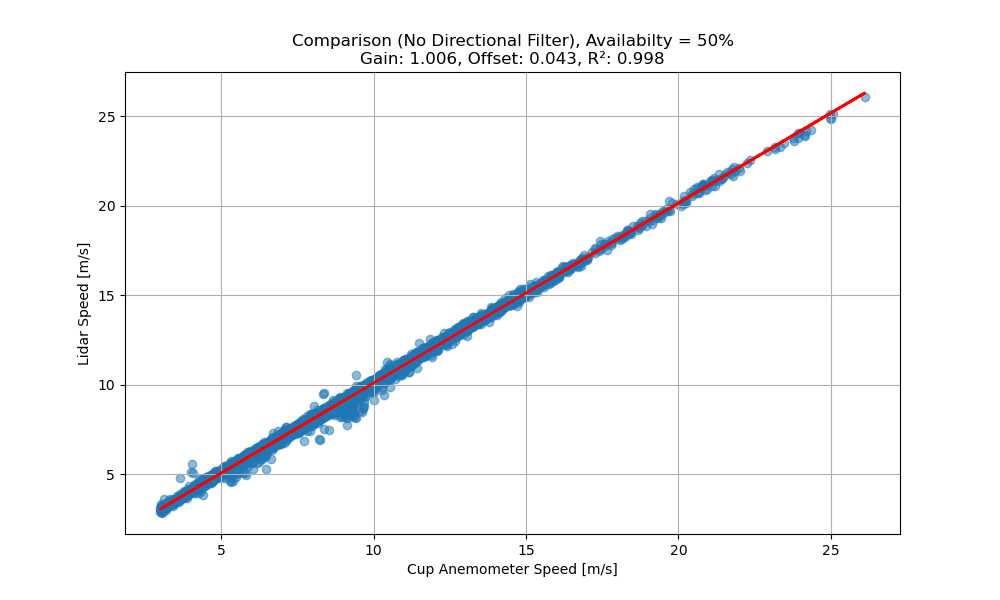 Comparison (No Directional Filter), Availabilty = 50%
Gain: 1.006, Offset: 0.043, R²: 0.998
Lidar Speed [m/s]
25
20
15
10
5
5
10
15
20
25
Cup Anemometer Speed [m/s]